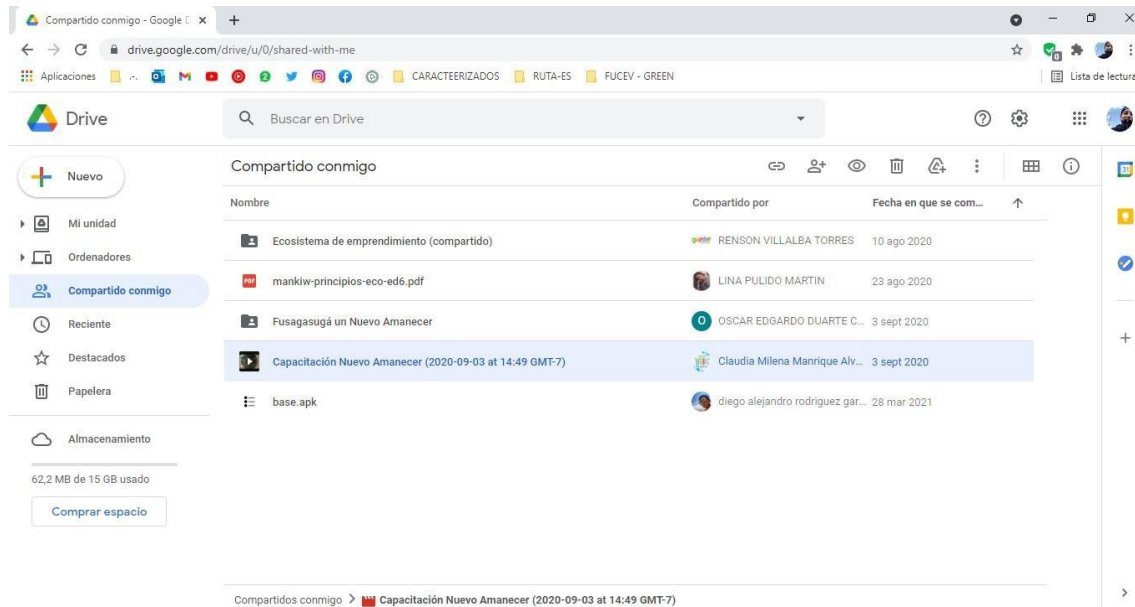 Compartido conmigo - Google D
drive.google.com/drive/u/0/shared-with-me
Aplicaciones CARACTEERIZADOS RUTA-ES FUCEV - GREEN Lista de lectura
Drive Buscar en Drive
Nuevo
Mi unidad
Ordenadores
Compartido conmigo
Reciente
Destacados
Papelera
Almacenamiento
62,2 MB de 15 GB usado
Comprar espacio
Compartido conmigo
Nombre Compartido por Fecha en que se com...
Ecosistema de emprendimiento (compartido) RENSON VILLALBA TORRES 10 ago 2020
PDF mankiw-principios-eco-ed6.pdf LINA PULIDO MARTIN 23 ago 2020
Fusagasugá un Nuevo Amanecer O OSCAR EDGARDO DUARTE C... 3 sept 2020
Capacitación Nuevo Amanecer (2020-09-03 at 14:49 GMT-7) Claudia Milena Manrique Alv... 3 sept 2020
base.apk diego alejandro rodriguez gar... 28 mar 2021
Compartidos conmigo > Capacitación Nuevo Amanecer (2020-09-03 at 14:49 GMT-7)